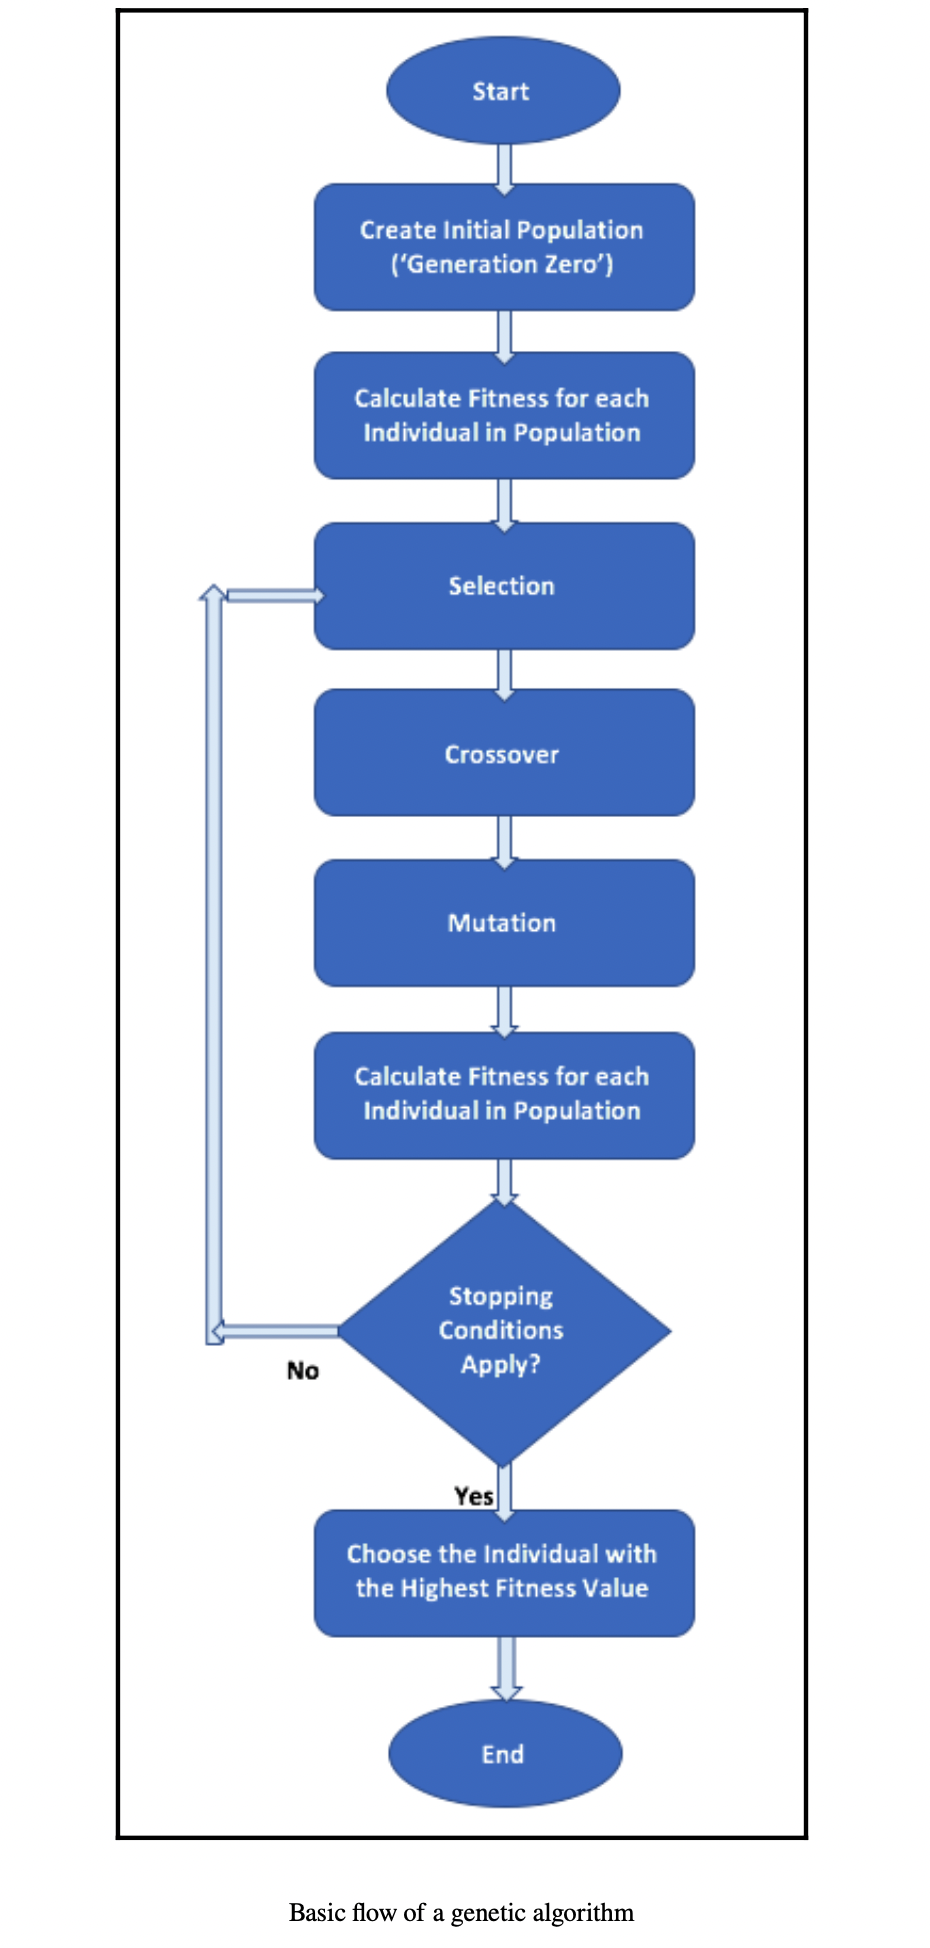 Start
Create Initial Population
(‘Generation Zero’)
Calculate Fitness for each
Individual in Population
Selection
Crossover
Mutation
Calculate Fitness for each
Individual in Population
Stopping
Conditions
Apply?
No
Yes
Choose the Individual with
the Highest Fitness Value
End
Basic flow of a genetic algorithm